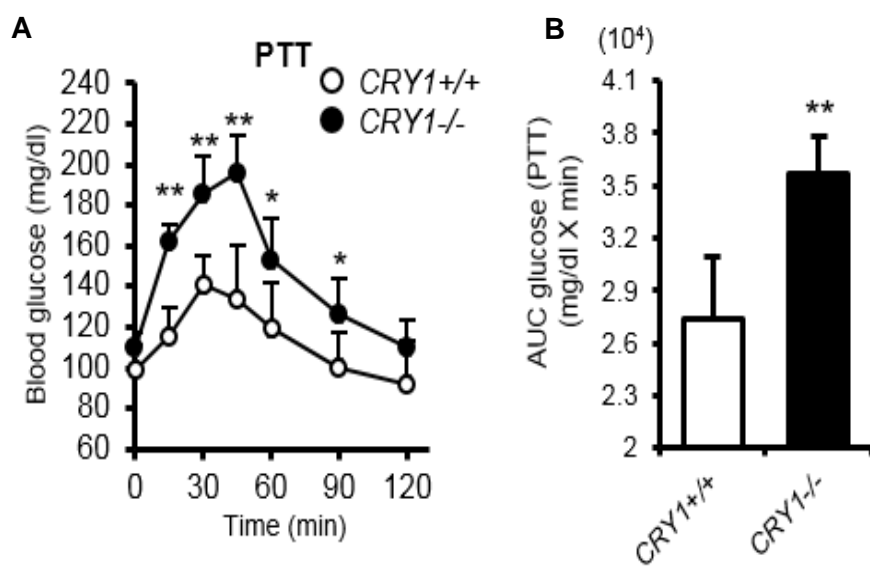 A
PTT
CRY1+/+
CRY1-/-
240
220
200
180
160
140
120
100
80
60
Blood glucose (mg/dl)
** ** ** * *
0 30 60 90 120
Time (min)
B
(10⁴)
4.1
3.8
3.5
3.2
2.9
2.6
2.3
2
AUC glucose (PTT)
(mg/dl X min)
**
CRY1+/+
CRY1-/-